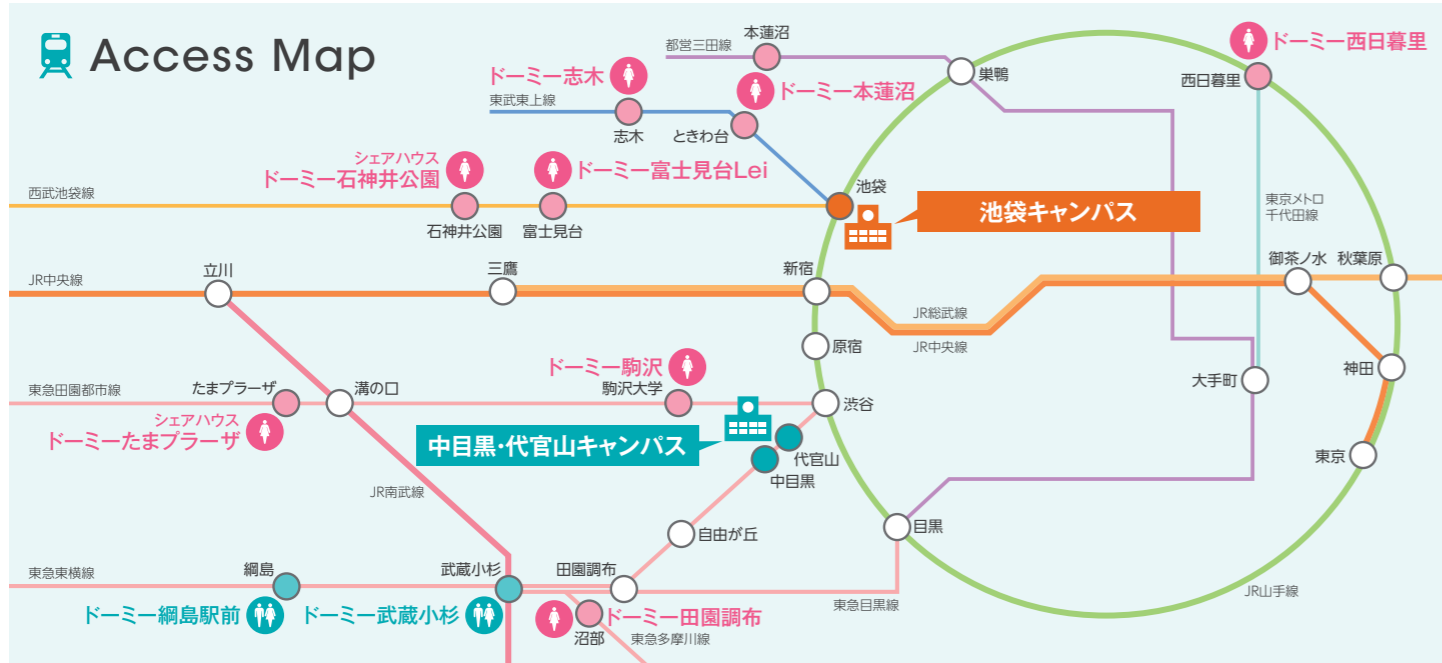 Access Map
都営三田線
本蓮沼
ドーミー西日暮里
ドーミー志木
巣鴨
西日暮里
東武東上線
ドーミー本蓮沼
志木
ときわ台
シェアハウス
ドーミー石神井公園
ドーミー富士見台Lei
西武池袋線
池袋
池袋キャンパス
東京メトロ
千代田線
石神井公園
富士見台
立川
三鷹
新宿
御茶ノ水
秋葉原
JR中央線
JR総武線
JR中央線
原宿
ドーミー駒沢
大手町
神田
東急田園都市線
たまプラーザ
溝の口
駒沢大学
渋谷
シェアハウス
ドーミーたまプラーザ
中目黒・代官山キャンパス
代官山
中目黒
東京
JR南武線
自由が丘
目黒
東急東横線
綱島
武蔵小杉
田園調布
JR山手線
東急目黒線
ドーミー綱島駅前
ドーミー武蔵小杉
ドーミー田園調布
沼部
東急多摩川線